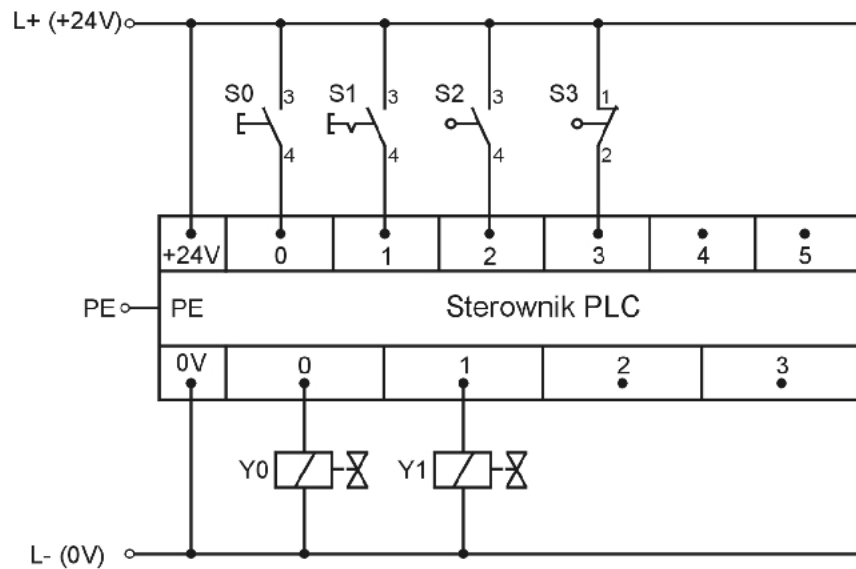 L+ (+24V)
S0 3 4
S1 3 4
S2 3 4
S3 1 2
+24V 0 1 2 3 4 5
PE PE Sterownik PLC
0V 0 1 2 3
Y0 Y1
L- (0V)